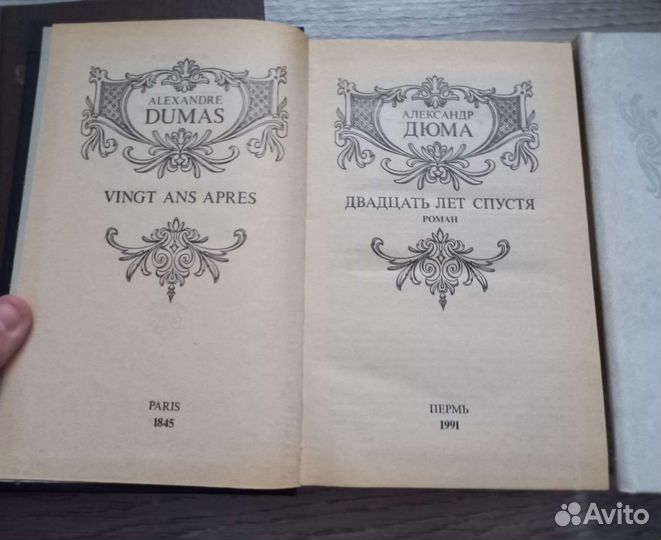 ALEXANDRE
DUMAS
VINGT ANS APRES
PARIS
1845
АЛЕКСАНДР
ДЮМА
ДВАДЦАТЬ ЛЕТ СПУСТЯ
РОМАН
ПЕРМЬ
1991
Avito